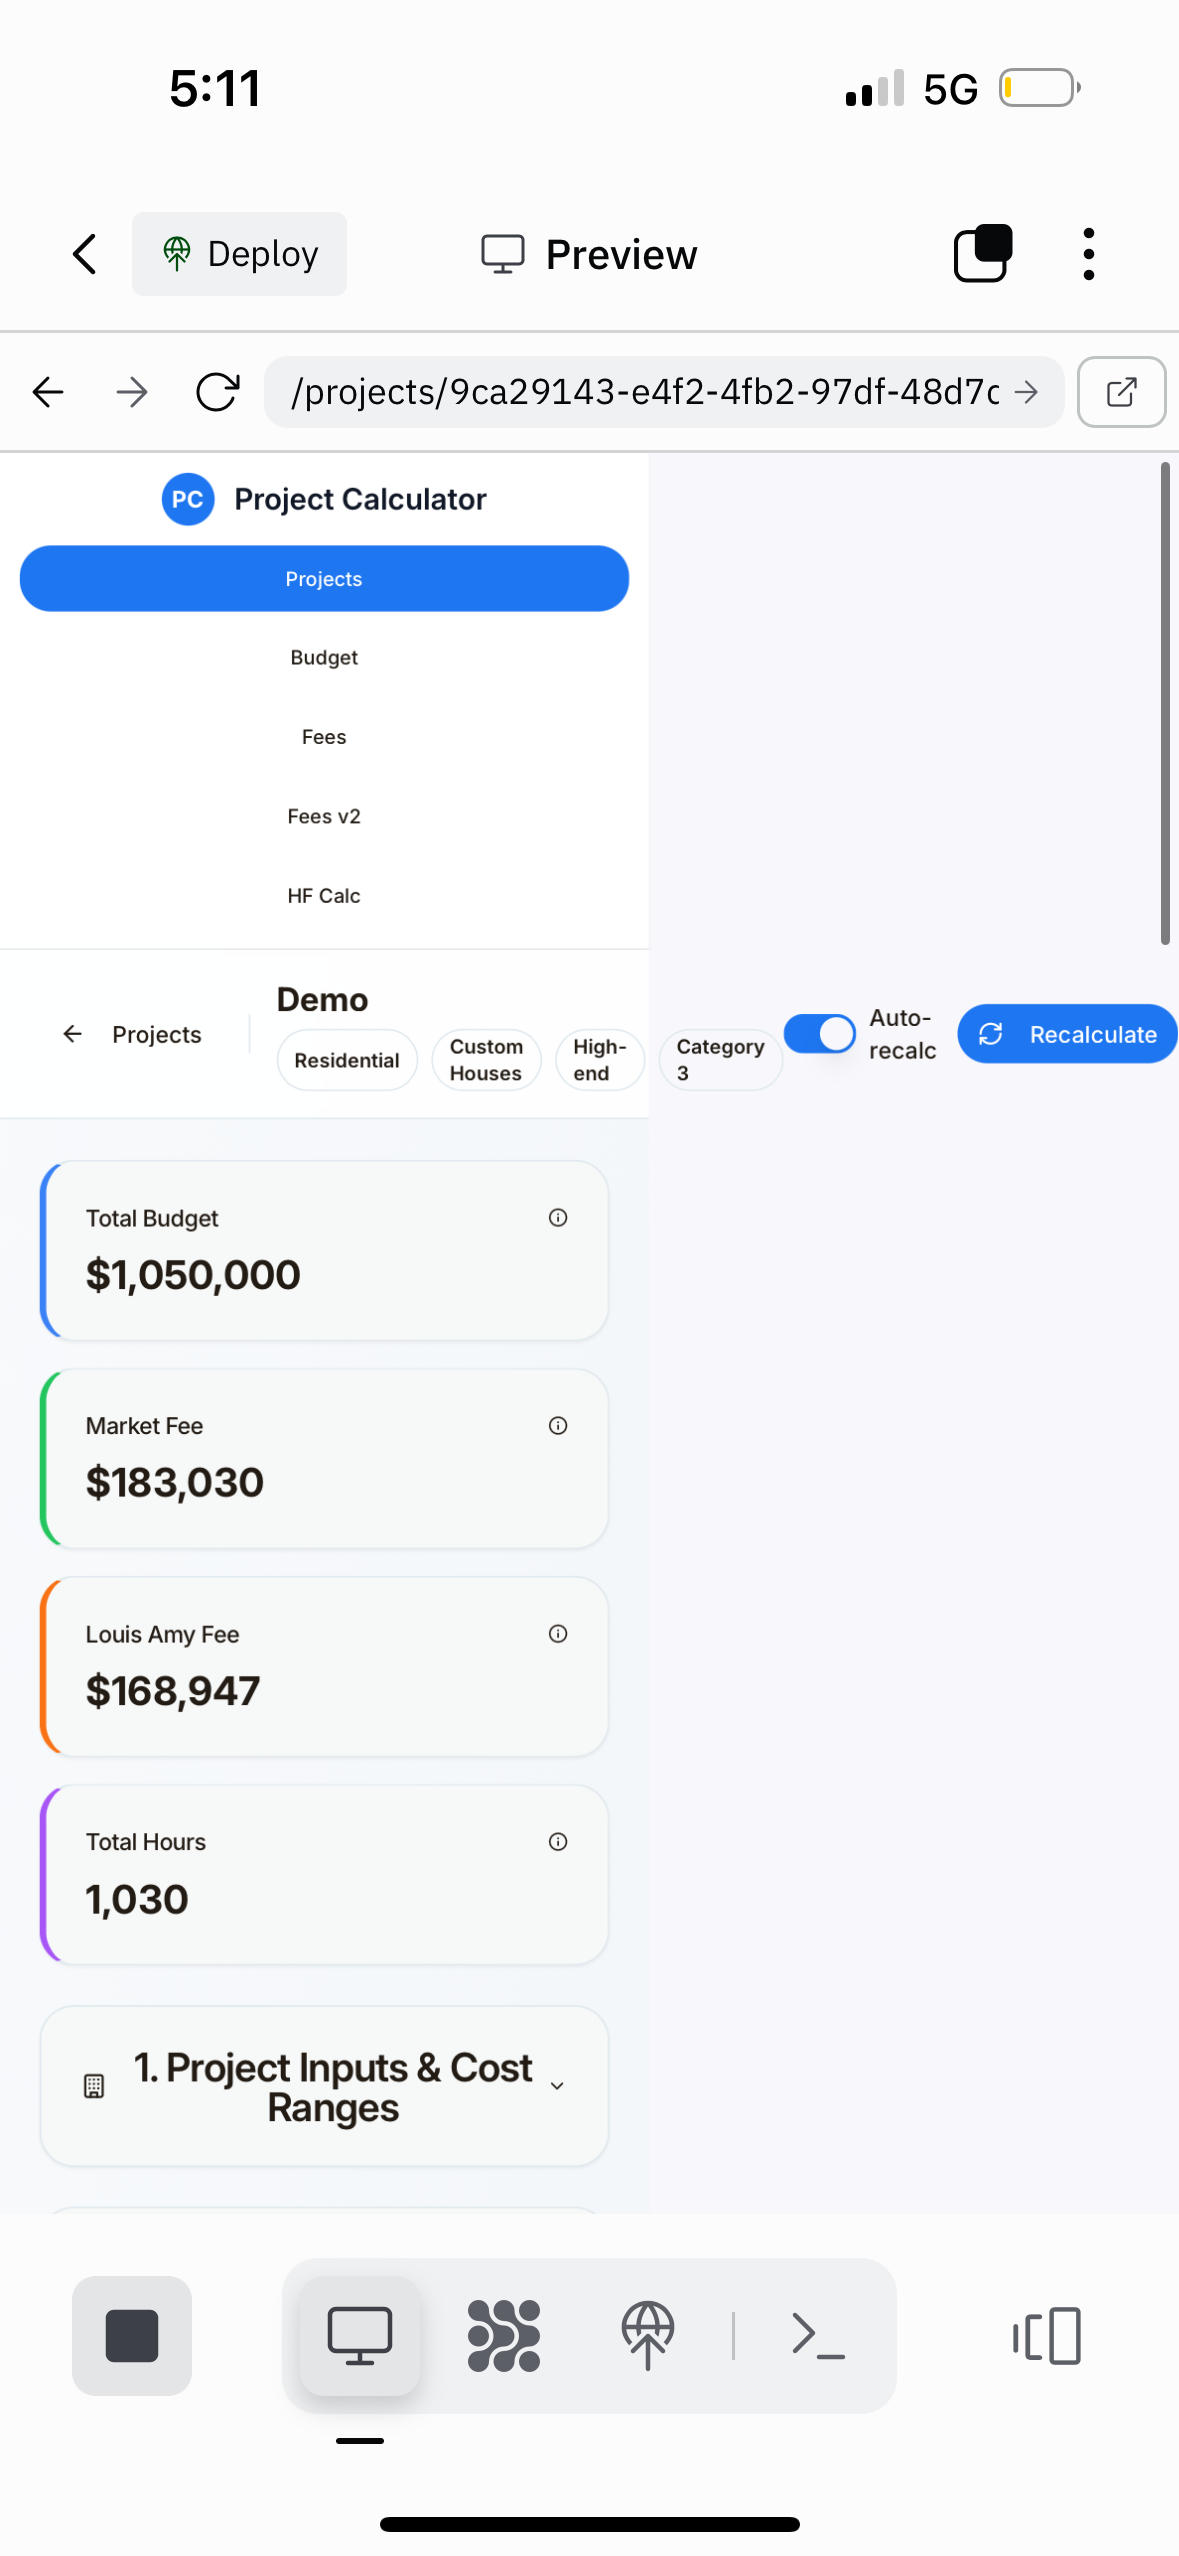 5:11
5G
Deploy
Preview
/projects/9ca29143-e4f2-4fb2-97df-48d7c
PC Project Calculator
Projects
Budget
Fees
Fees v2
HF Calc
Projects
Demo
Residential
Custom
Houses
High-
end
Category
3
Auto-
recalc
Recalculate
Total Budget
$1,050,000
Market Fee
$183,030
Louis Amy Fee
$168,947
Total Hours
1,030
1. Project Inputs & Cost
Ranges